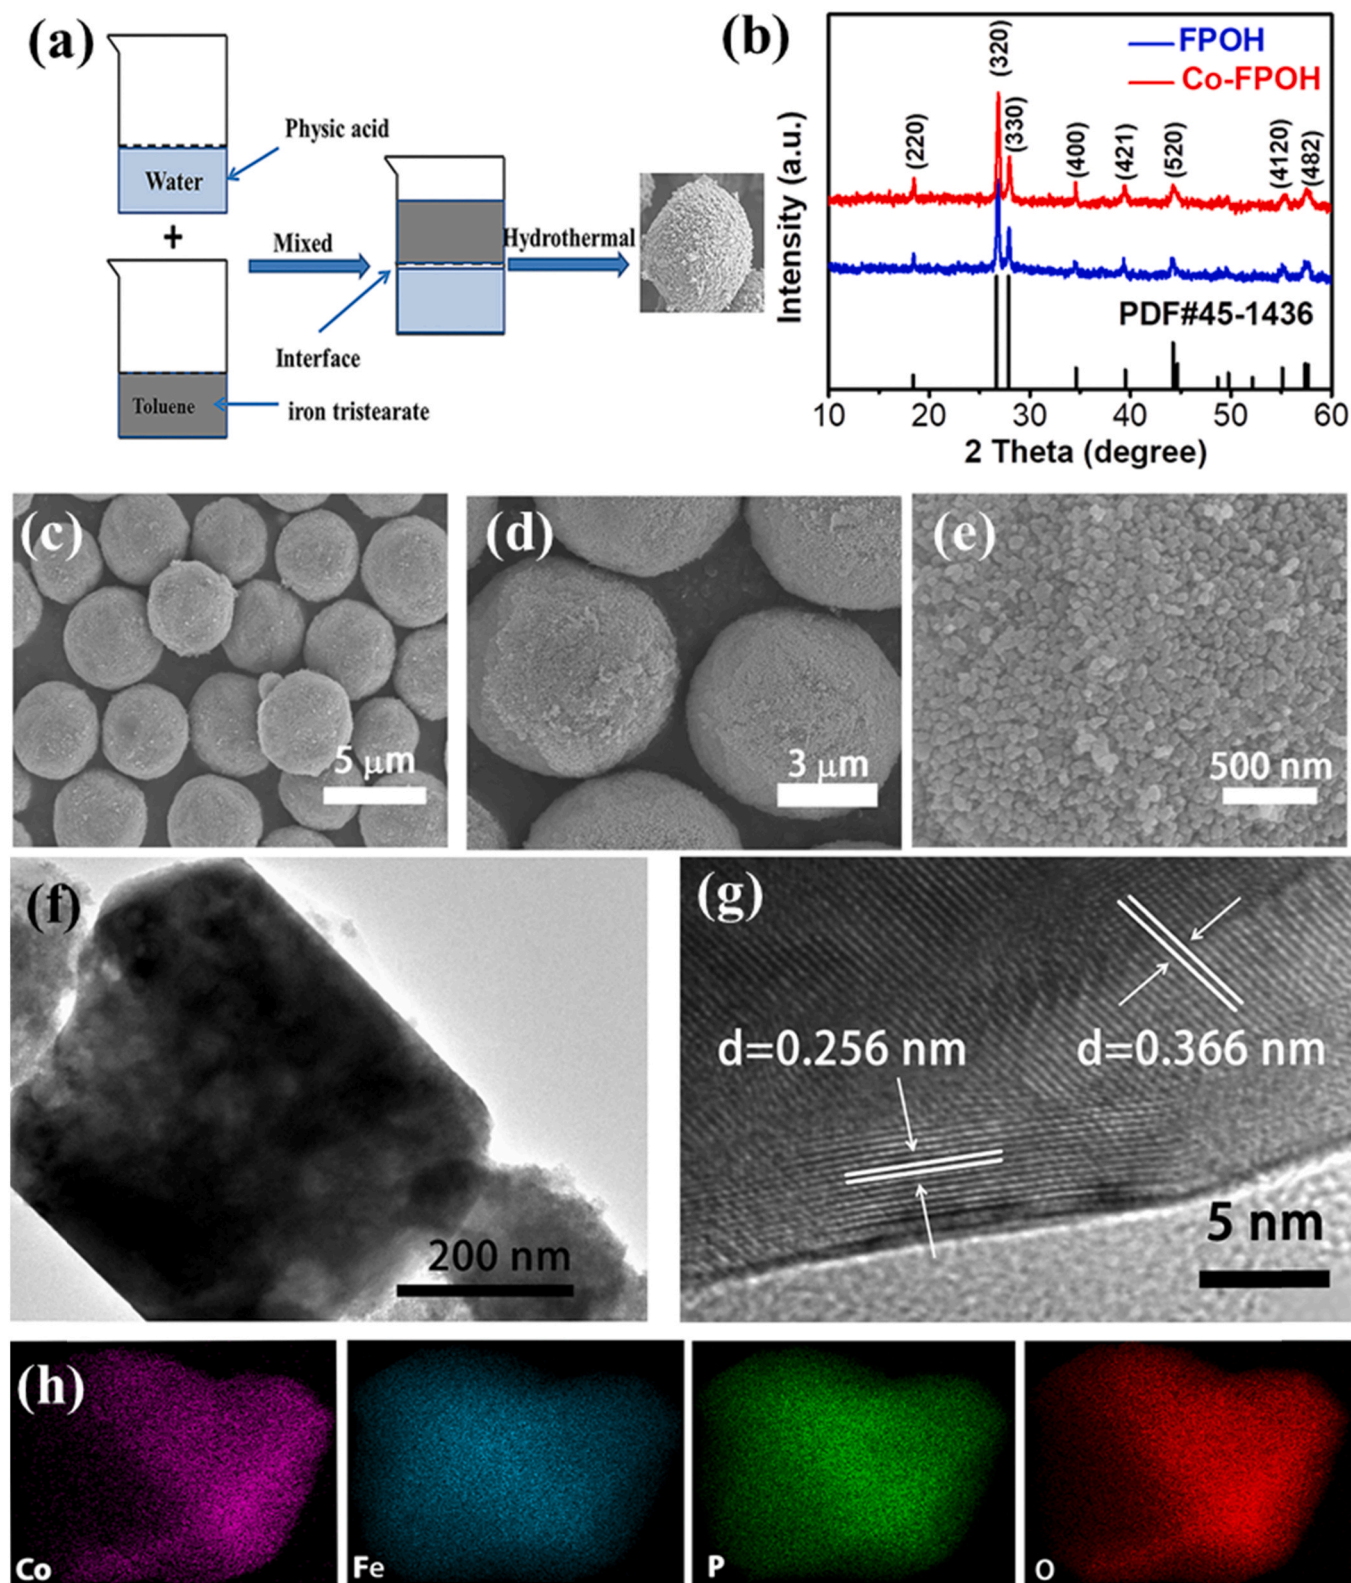 (a)
Physic acid
Water
+
Mixed
Hydrothermal
Interface
Toluene
iron tristearate
(b)
FPOH
Co-FPOH
(220)
(320)
(330)
(400)
(421)
(520)
(4120)
(482)
PDF#45-1436
Intensity (a.u.)
10 20 30 40 50 60
2 Theta (degree)
(c)
5 μm
(d)
3 μm
(e)
500 nm
(f)
200 nm
(g)
d=0.256 nm
d=0.366 nm
5 nm
(h)
Co
Fe
P
O